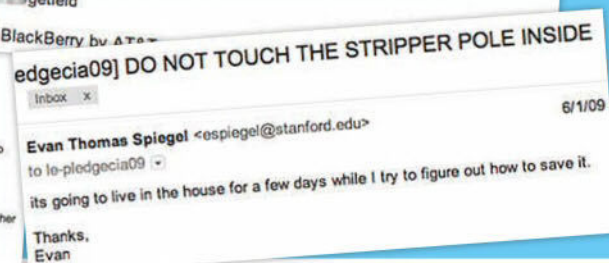 BlackBerry by AT&T
edgecia09] DO NOT TOUCH THE STRIPPER POLE INSIDE
Inbox x
Evan Thomas Spiegel <espiegel@stanford.edu>
6/1/09
to le-pledgecia09
its going to live in the house for a few days while I try to figure out how to save it.
Thanks,
Evan